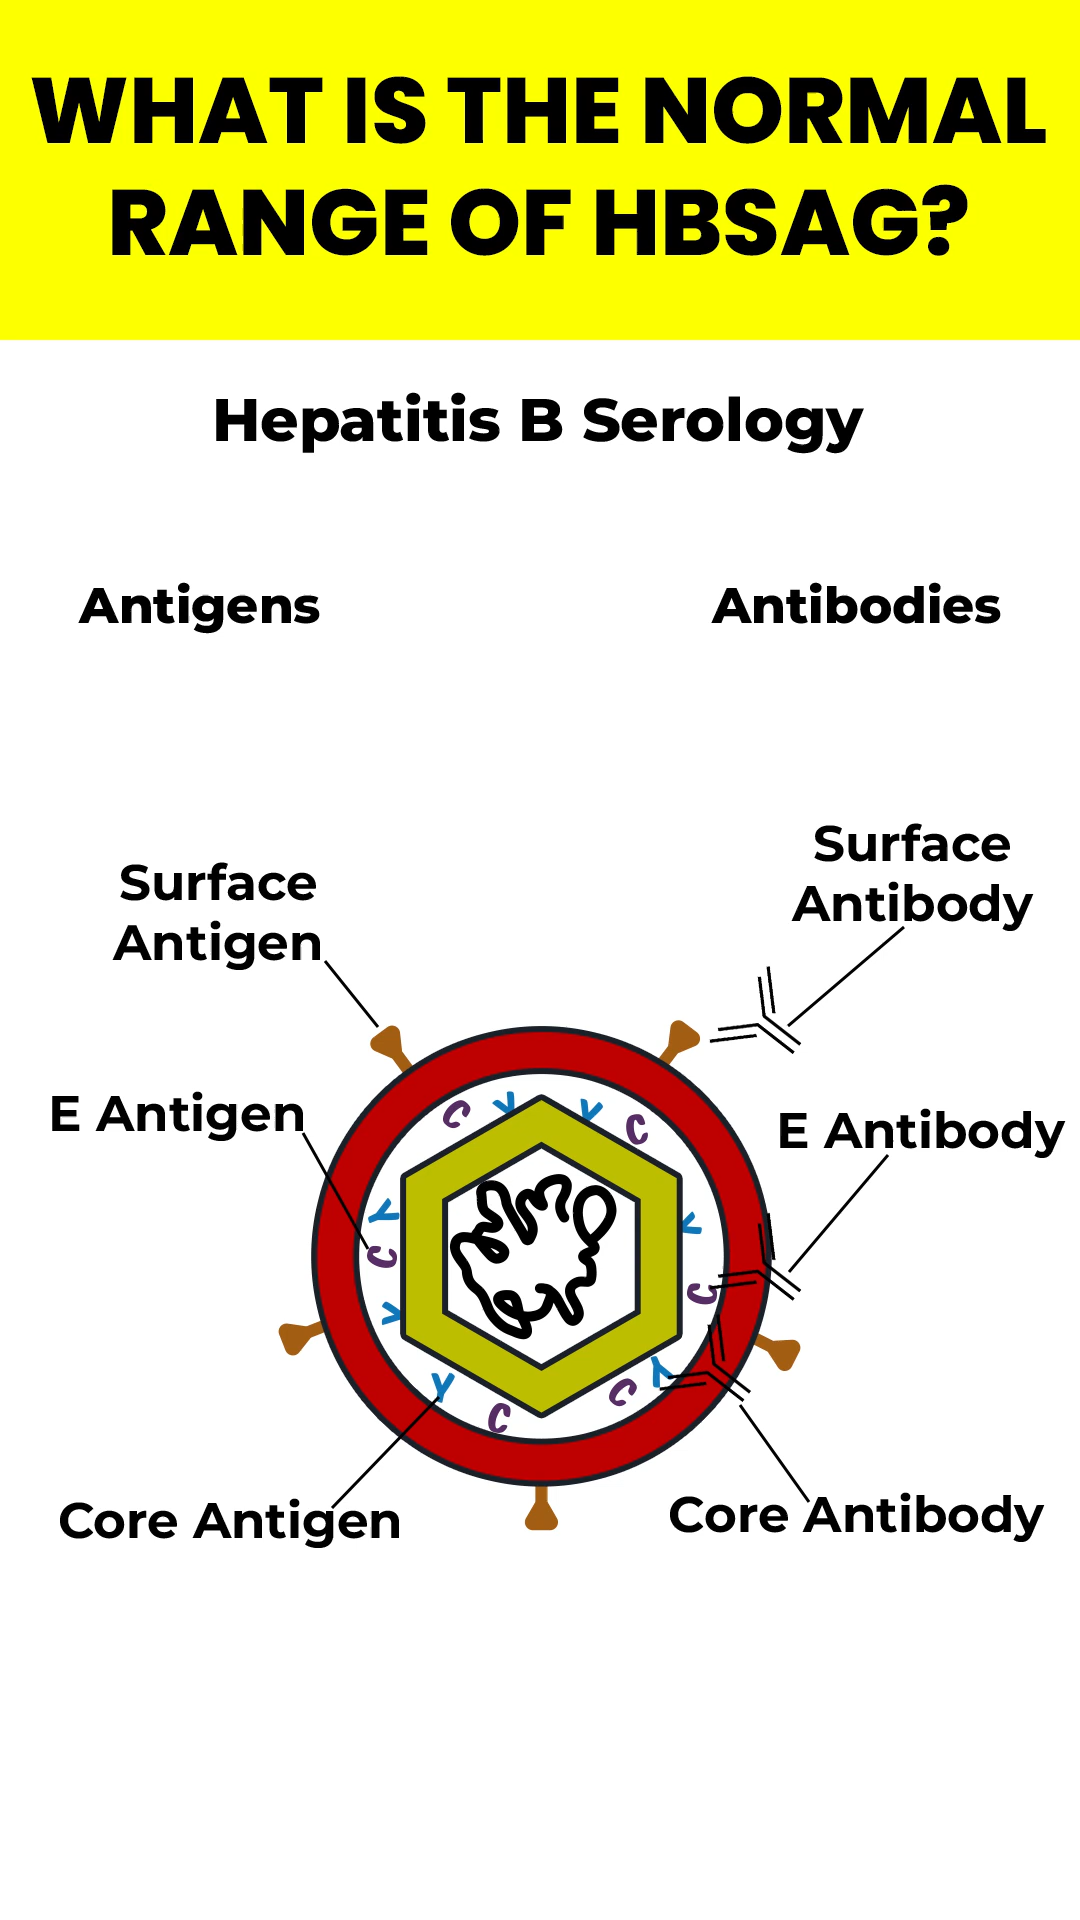 WHAT IS THE NORMAL
RANGE OF HBSAG?
Hepatitis B Serology
Antigens
Antibodies
Surface
Antigen
Surface
Antibody
E Antigen
E Antibody
C
Y
Y
C
Y
C
Y
C
Y
Y
C
Y
C
Core Antigen
Core Antibody